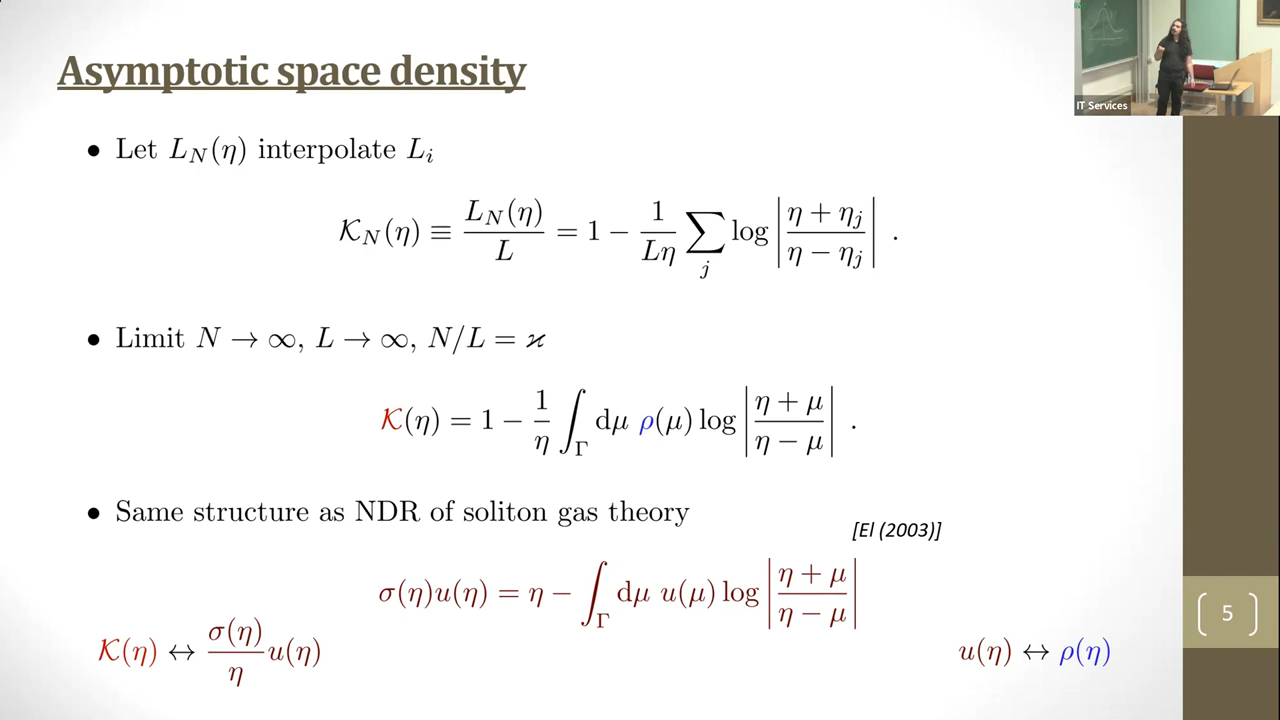 Asymptotic space density
IT Services
• Let L_N(η) interpolate L_i
𝒦_N(η) ≡ L_N(η)/L = 1 − 1/(Lη) ∑_j log |(η + η_j)/(η − η_j)| .
• Limit N → ∞, L → ∞, N/L = ϰ
𝒦(η) = 1 − 1/η ∫_Γ dμ ρ(μ) log |(η + μ)/(η − μ)| .
• Same structure as NDR of soliton gas theory
[El (2003)]
σ(η)u(η) = η − ∫_Γ dμ u(μ) log |(η + μ)/(η − μ)|
𝒦(η) ↔ σ(η)/η u(η)
u(η) ↔ ρ(η)
5